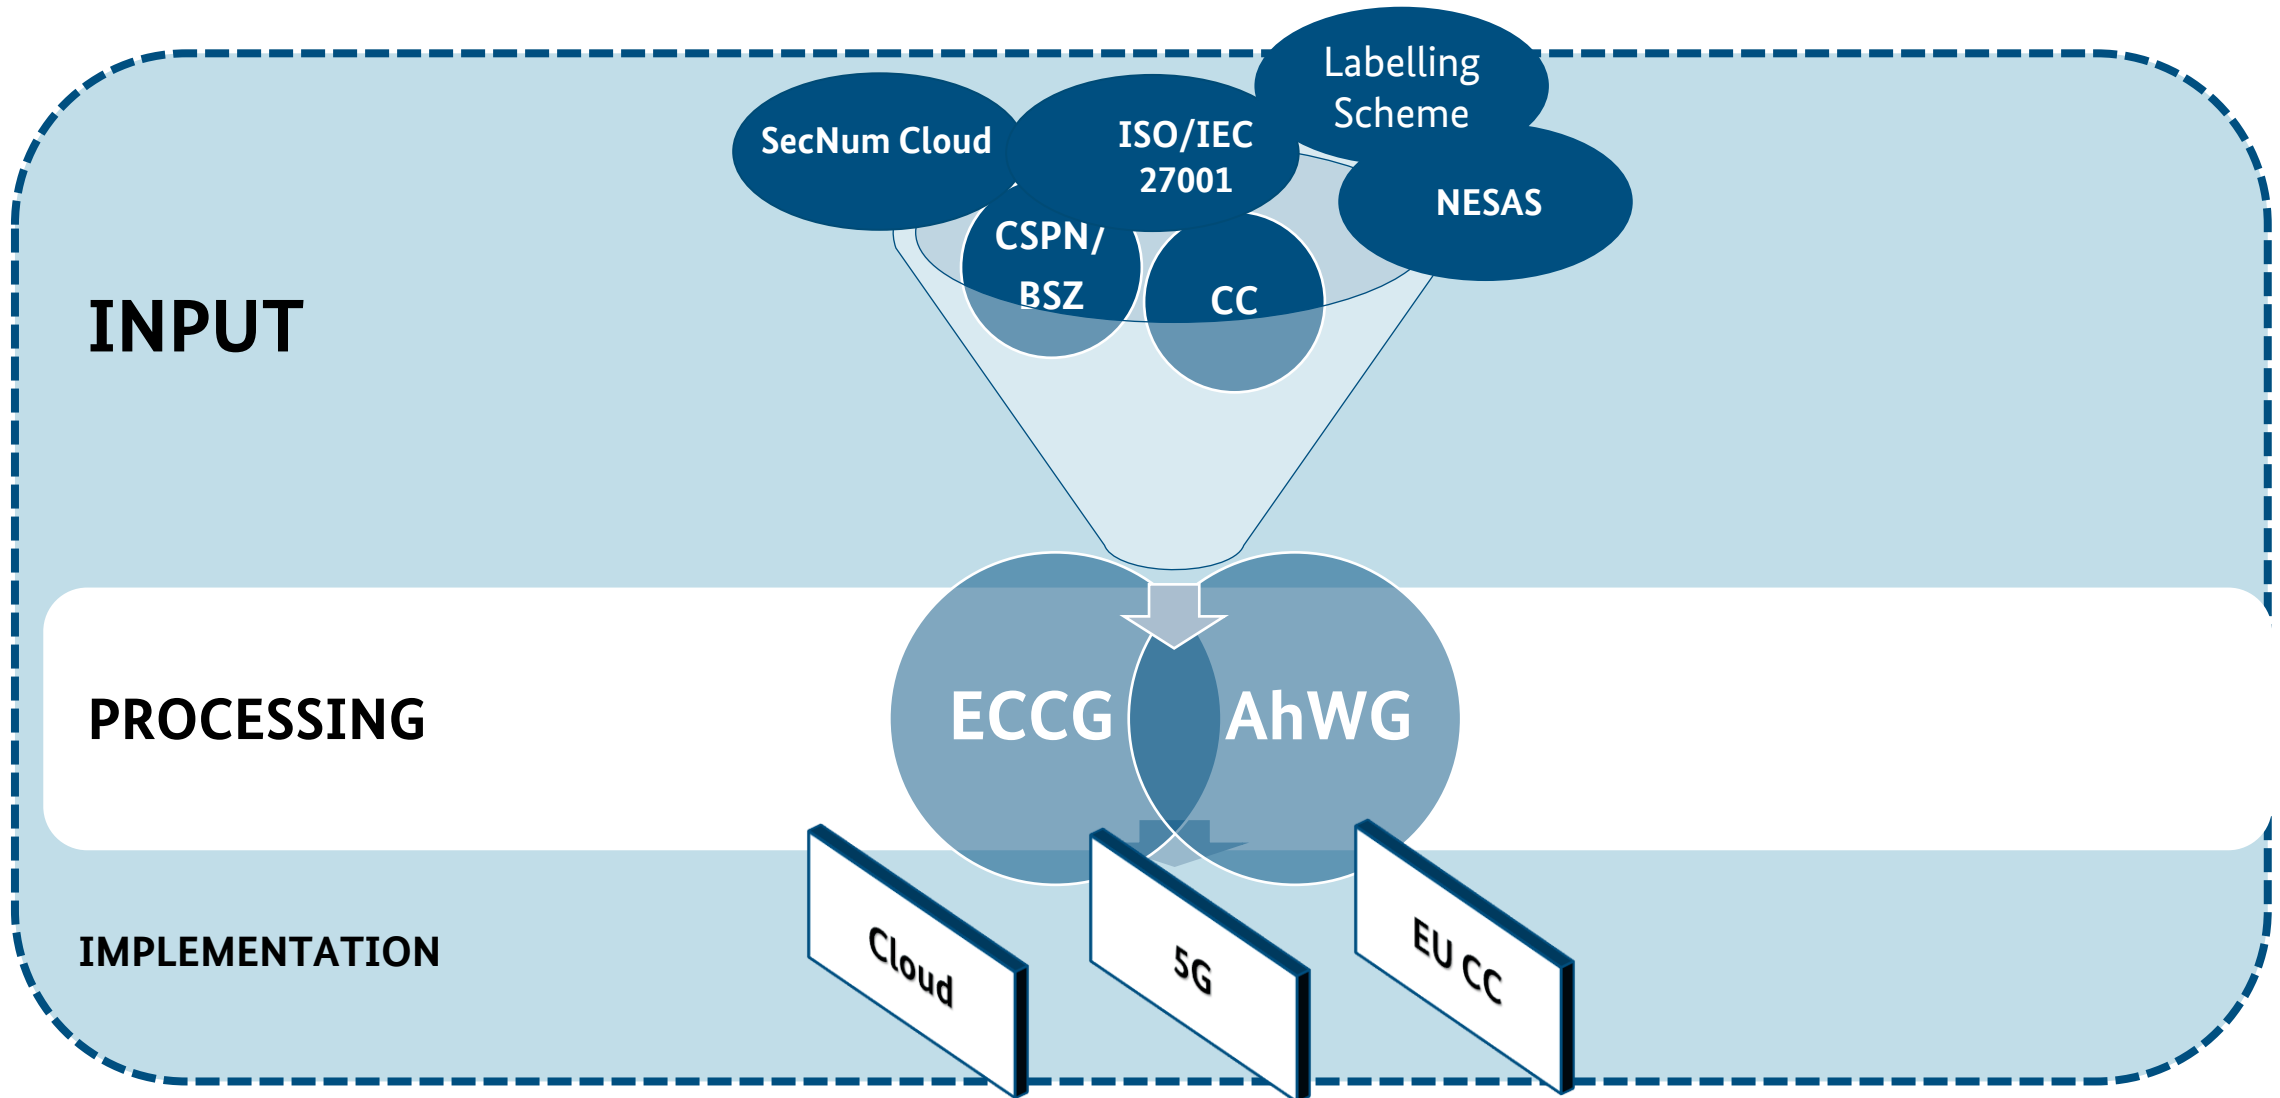 Labelling
Scheme
SecNum Cloud
ISO/IEC
27001
NESAS
CSPN/
BSZ
CC
INPUT
PROCESSING
ECCG
AhWG
IMPLEMENTATION
Cloud
5G
EU CC